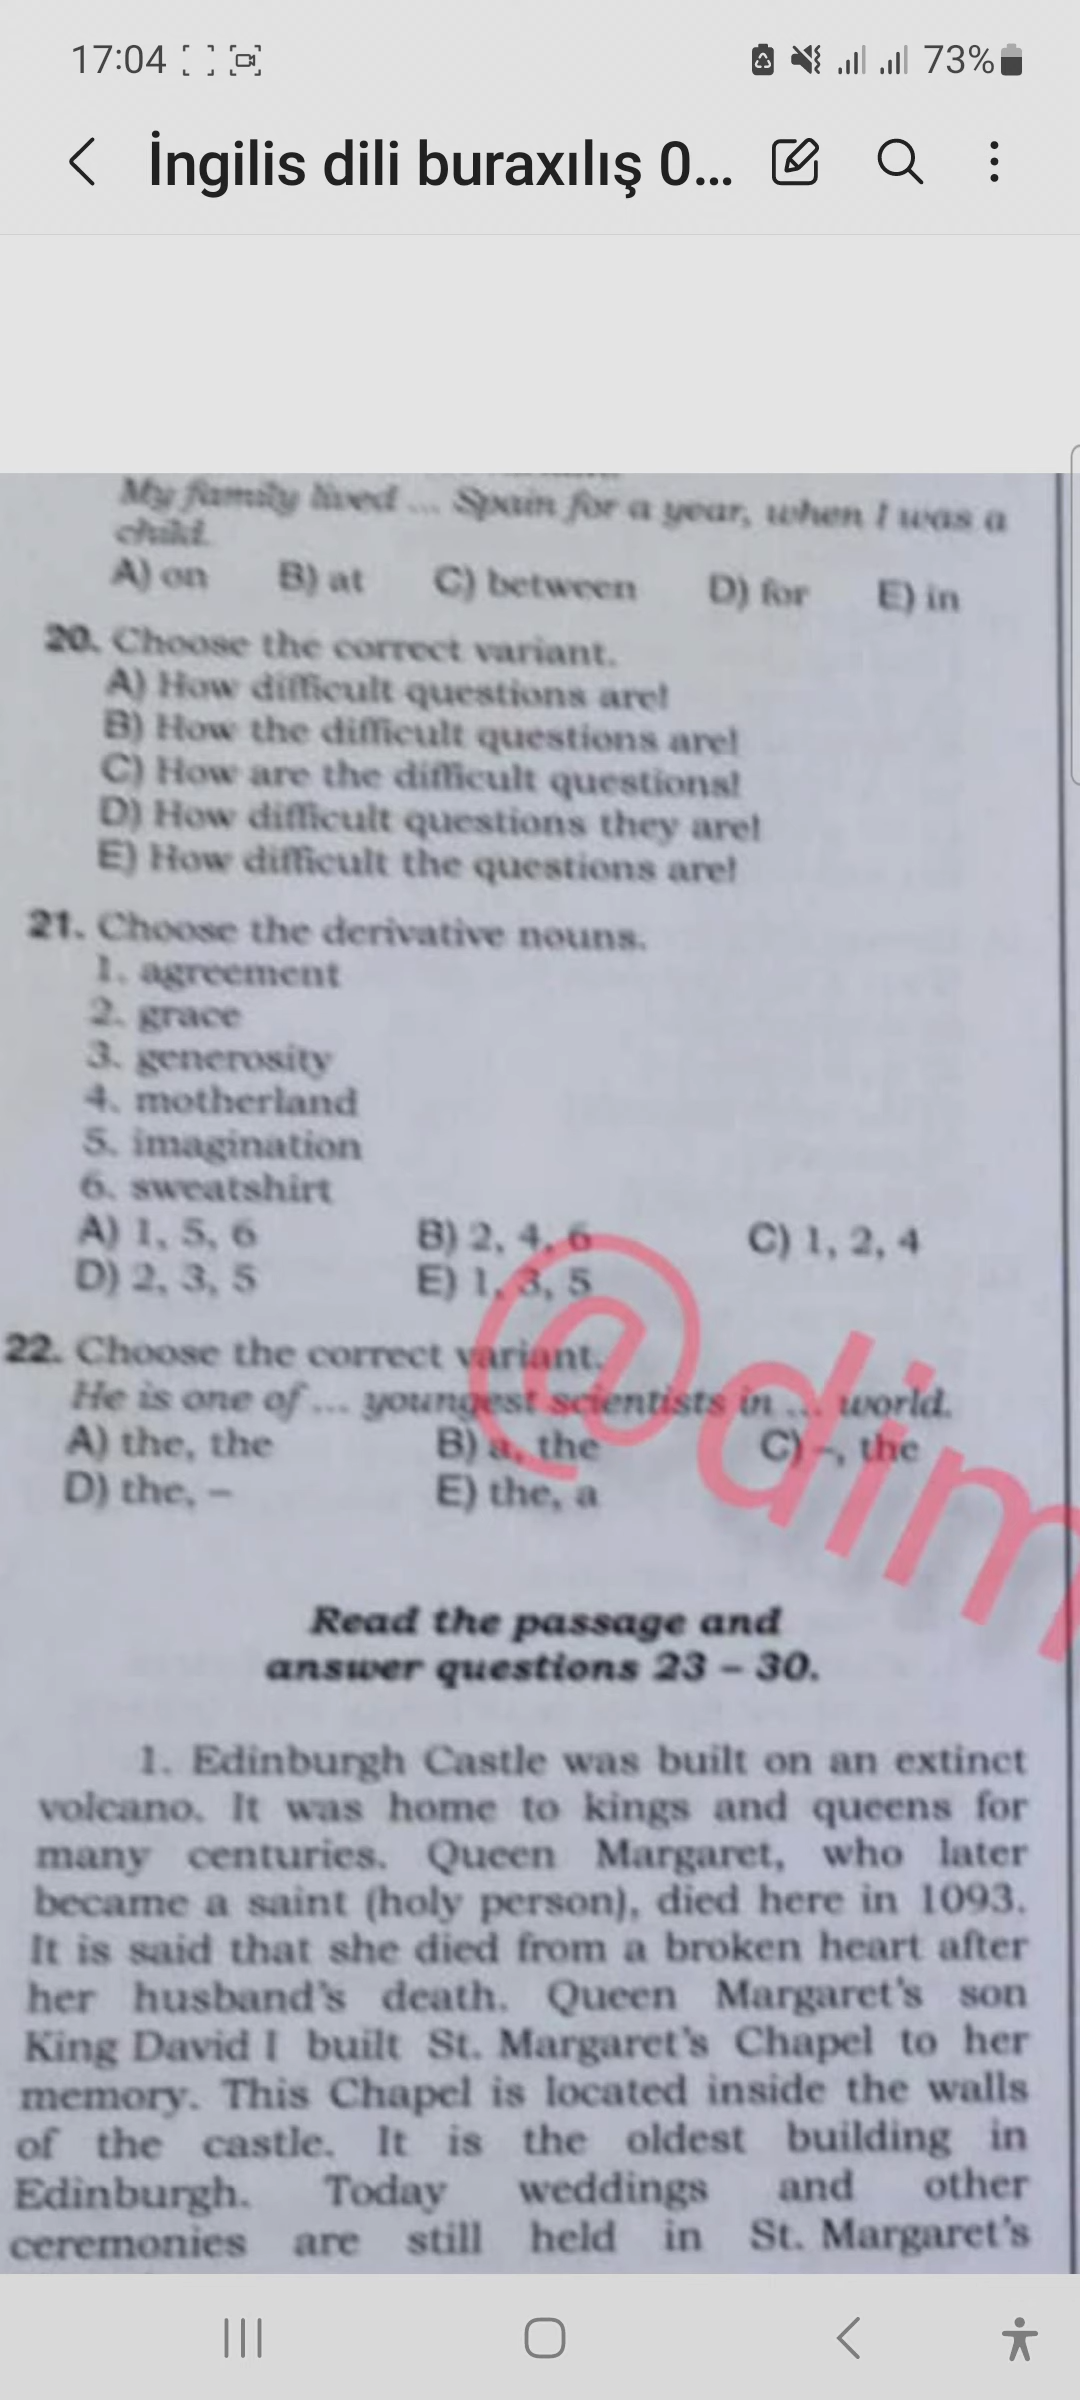 17:04 73%
İngilis dili buraxılış 0...
My family lived ... Spain for a year, when I was a
child.
A) on B) at C) between D) for E) in
20. Choose the correct variant.
A) How difficult questions are!
B) How the difficult questions are!
C) How are the difficult questions!
D) How difficult questions they are!
E) How difficult the questions are!
21. Choose the derivative nouns.
1. agreement
2. grace
3. generosity
4. motherland
5. imagination
6. sweatshirt
A) 1, 5, 6 B) 2, 4, 6 C) 1, 2, 4
D) 2, 3, 5 E) 1, 3, 5
22. Choose the correct variant.
He is one of ... youngest scientists in ... world.
A) the, the B) a, the C) –, the
D) the, – E) the, a
@dim
Read the passage and
answer questions 23 – 30.
1. Edinburgh Castle was built on an extinct
volcano. It was home to kings and queens for
many centuries. Queen Margaret, who later
became a saint (holy person), died here in 1093.
It is said that she died from a broken heart after
her husband's death. Queen Margaret's son
King David I built St. Margaret's Chapel to her
memory. This Chapel is located inside the walls
of the castle. It is the oldest building in
Edinburgh. Today weddings and other
ceremonies are still held in St. Margaret's